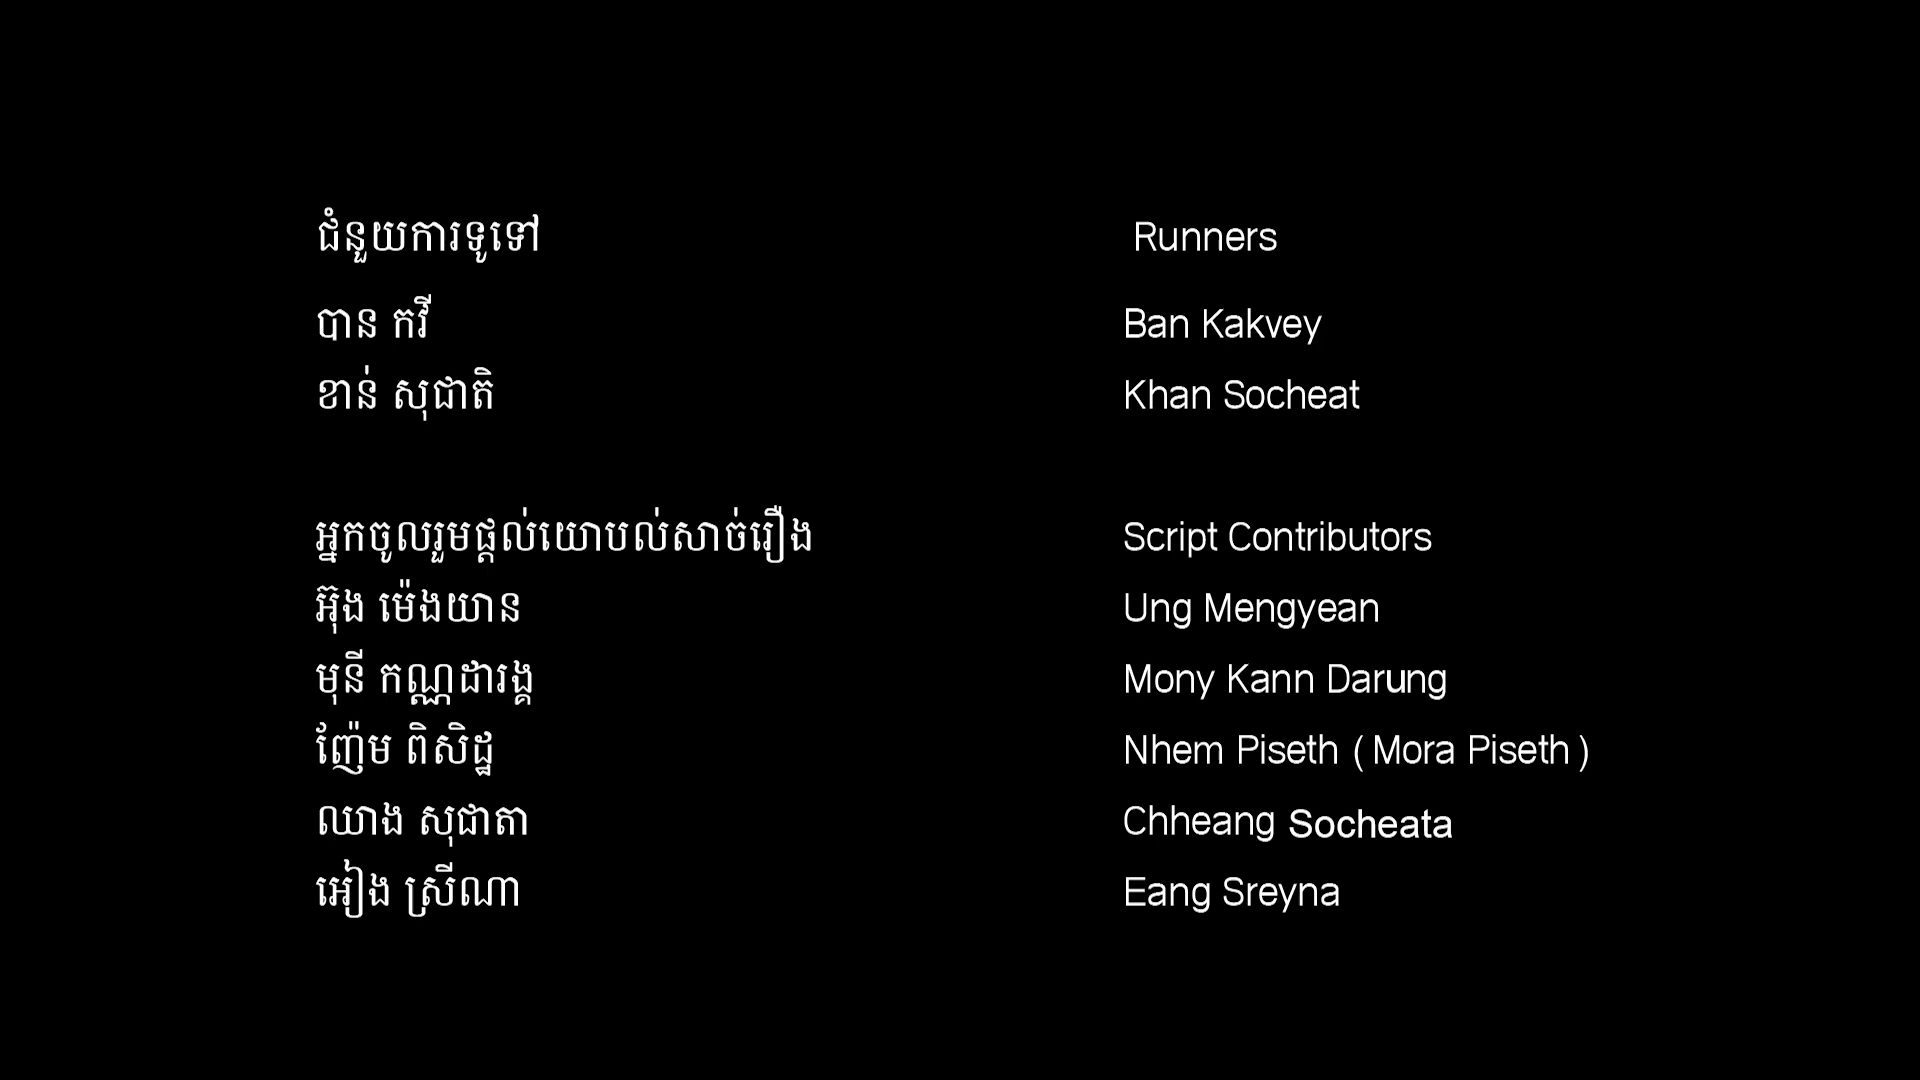 ជំនួយការទូទៅ Runners
បាន កវី Ban Kakvey
ខាន់ សុជាតិ Khan Socheat
អ្នកចូលរួមផ្តល់យោបល់សាច់រឿង Script Contributors
អ៊ុង ម៉េងយាន Ung Mengyean
មុនី កណ្ណដារង្គ Mony Kann Darung
ញ៉ែម ពិសិដ្ឋ Nhem Piseth ( Mora Piseth )
ឈាង សុជាតា Chheang Socheata
អៀង ស្រីណា Eang Sreyna